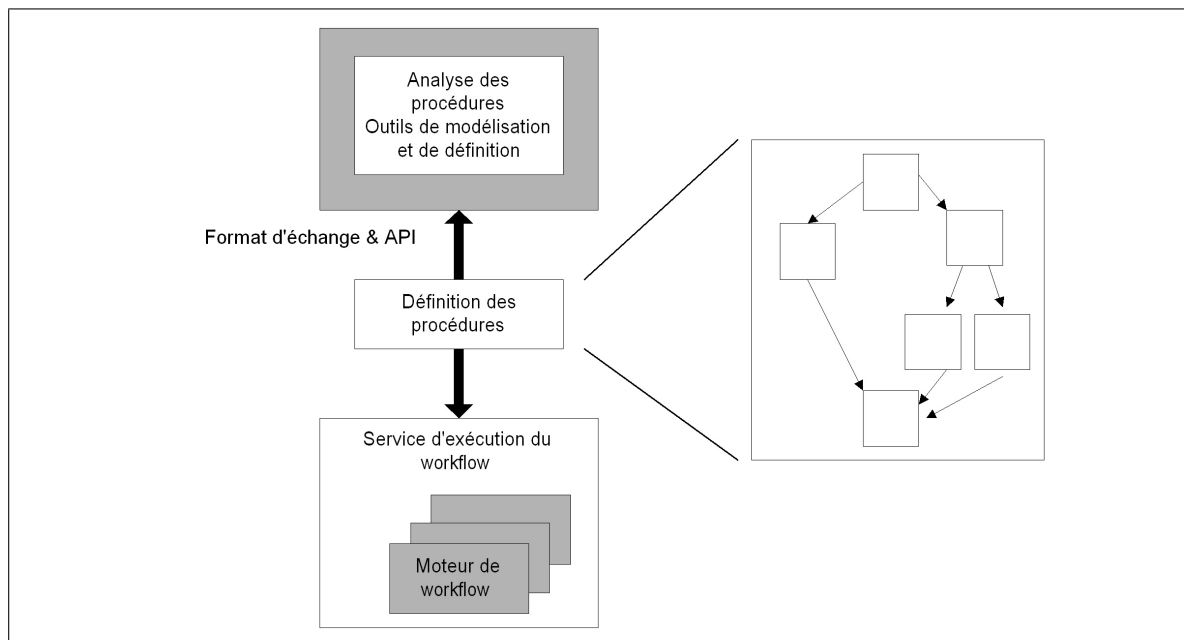 Analyse des
procédures
Outils de modélisation
et de définition
Format d'échange & API
Définition des
procédures
Service d'exécution du
workflow
Moteur de
workflow